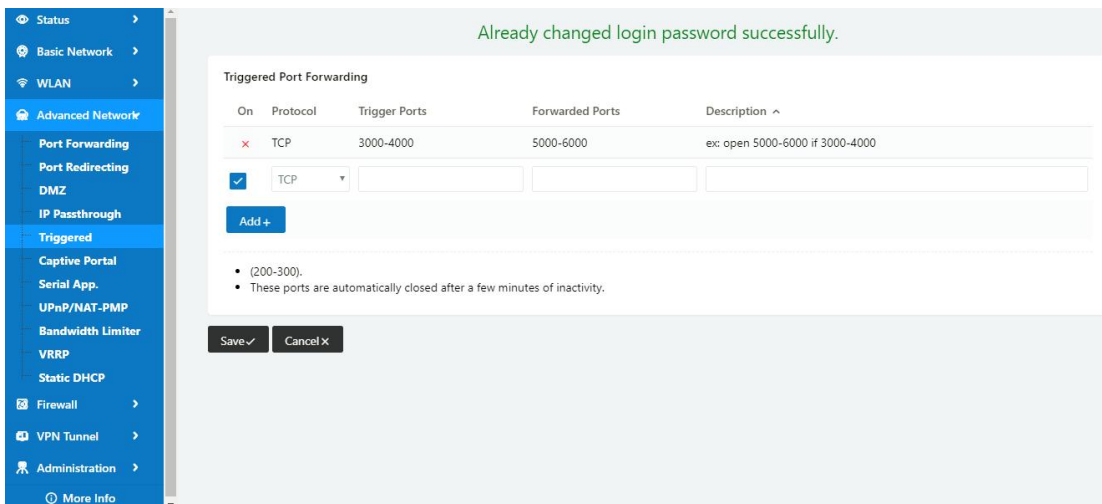 Status
Basic Network
WLAN
Advanced Network
Port Forwarding
Port Redirecting
DMZ
IP Passthrough
Triggered
Captive Portal
Serial App.
UPnP/NAT-PMP
Bandwidth Limiter
VRRP
Static DHCP
Firewall
VPN Tunnel
Administration
More Info
Already changed login password successfully.
Triggered Port Forwarding
On Protocol Trigger Ports Forwarded Ports Description
TCP 3000-4000 5000-6000 ex: open 5000-6000 if 3000-4000
TCP
Add +
(200-300).
These ports are automatically closed after a few minutes of inactivity.
Save Cancel